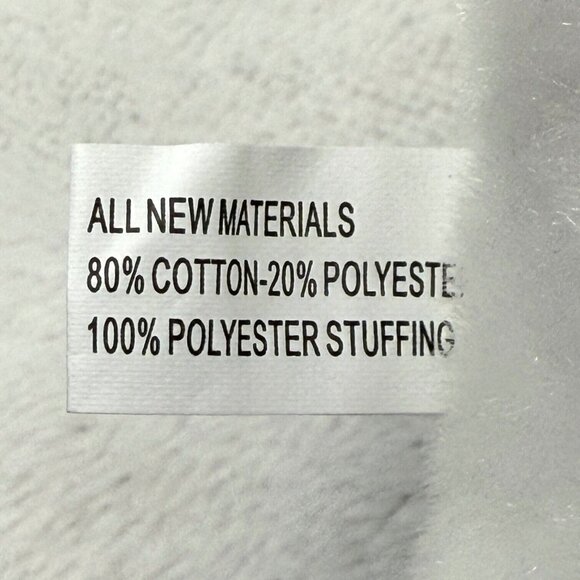 ALL NEW MATERIALS
80% COTTON-20% POLYESTE
100% POLYESTER STUFFING